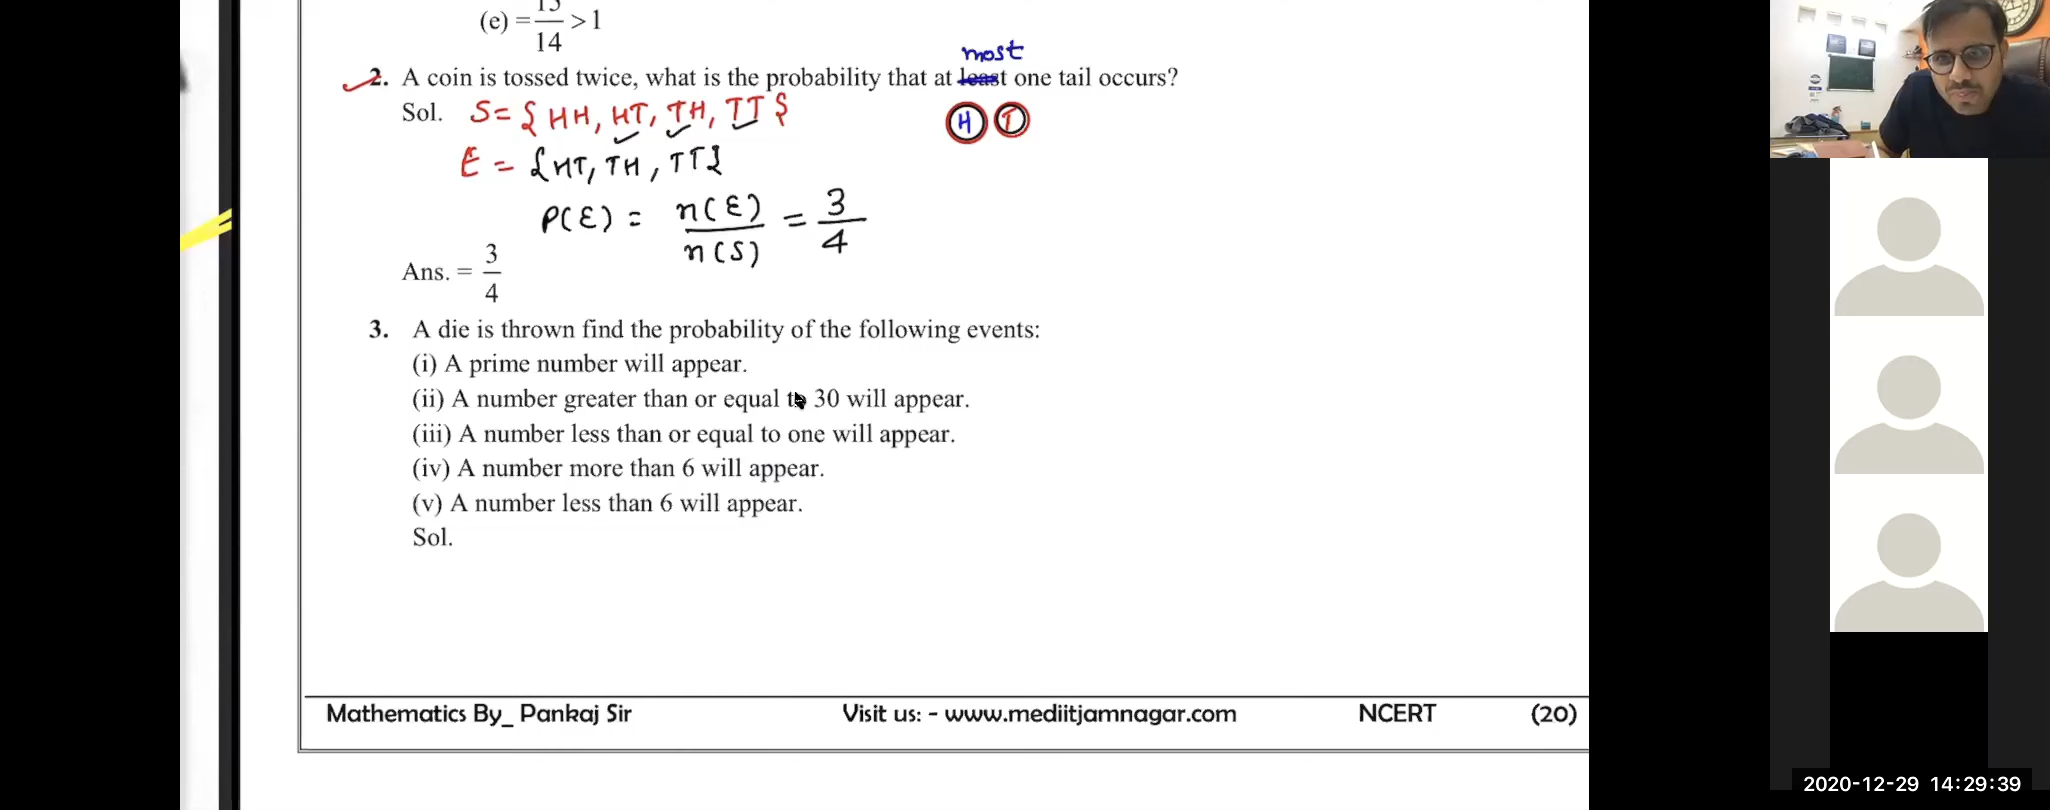 (e) = 15/14 > 1
most
2. A coin is tossed twice, what is the probability that at least one tail occurs?
Sol. S = { HH, HT, TH, TT }
H T
E = { HT, TH, TT }
P(E) = n(E)/n(S) = 3/4
Ans. = 3/4
3. A die is thrown find the probability of the following events:
(i) A prime number will appear.
(ii) A number greater than or equal to 30 will appear.
(iii) A number less than or equal to one will appear.
(iv) A number more than 6 will appear.
(v) A number less than 6 will appear.
Sol.
Mathematics By_ Pankaj Sir Visit us: - www.mediitjamnagar.com NCERT (20)
2020-12-29 14:29:39